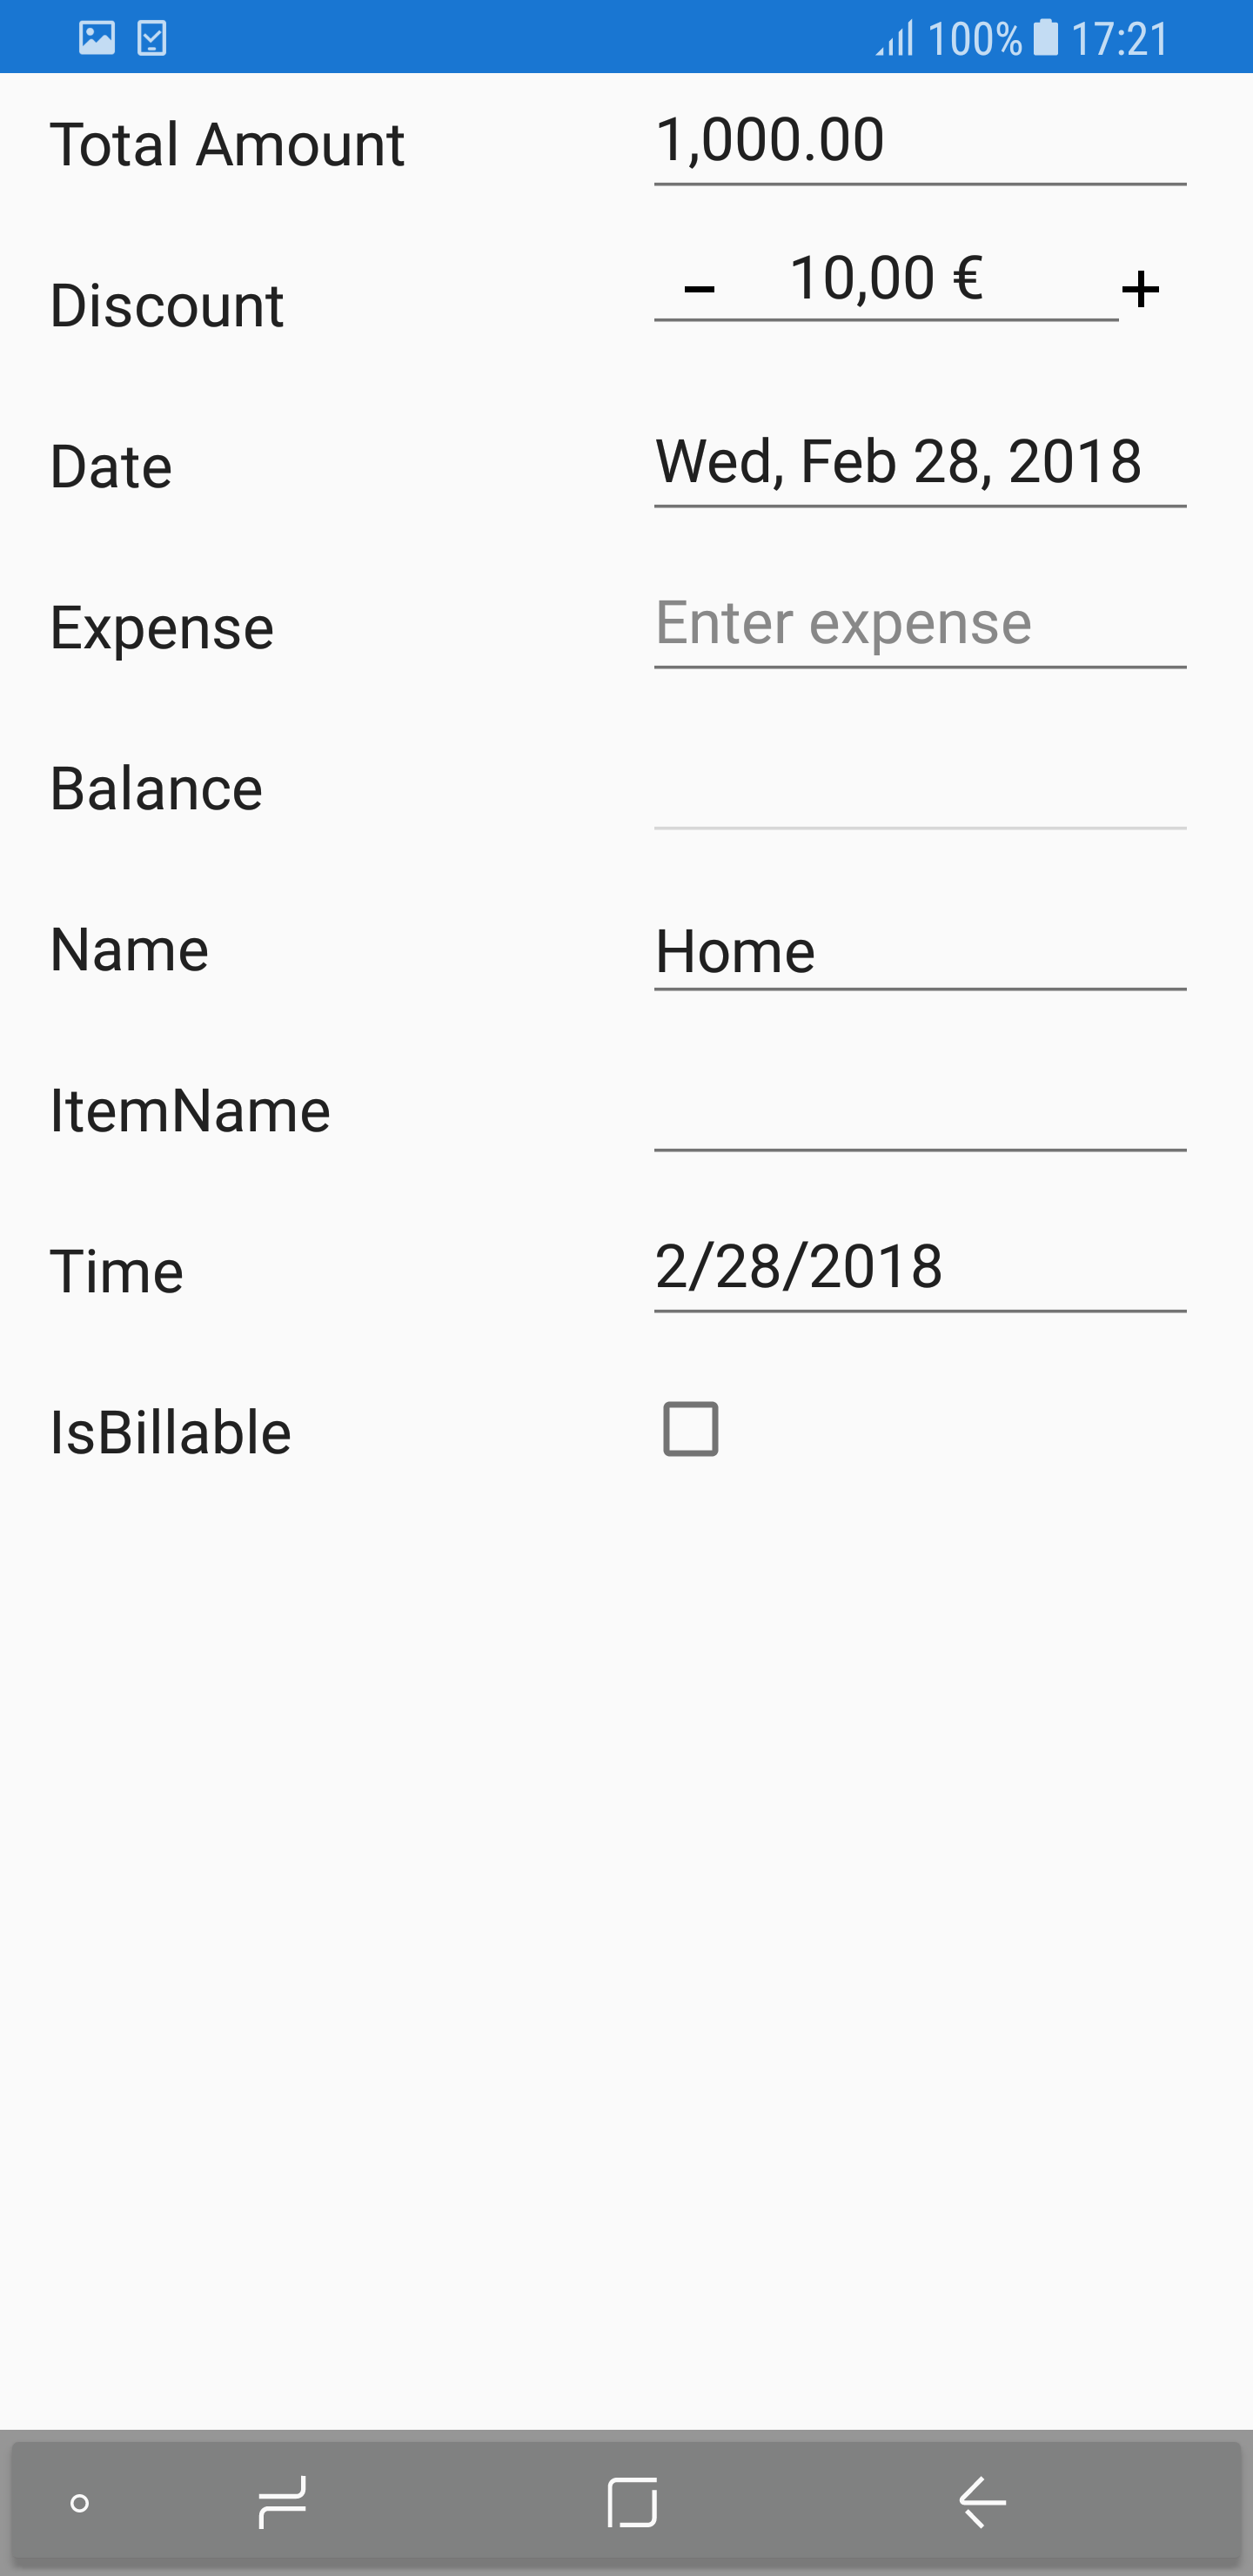 100% 17:21
Total Amount 1,000.00
Discount − 10,00 € +
Date Wed, Feb 28, 2018
Expense Enter expense
Balance
Name Home
ItemName
Time 2/28/2018
IsBillable